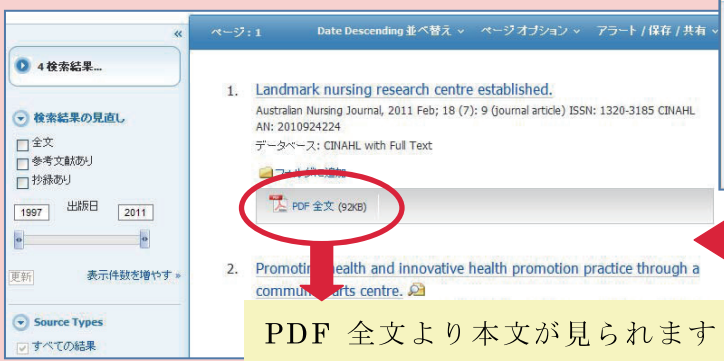 «
4 検索結果...
検索結果の見直し
全文
参考文献あり
抄録あり
出版日
1997
2011
更新
表示件数を増やす »
Source Types
すべての結果
ページ: 1
Date Descending 並べ替え
ページ オプション
アラート / 保存 / 共有
1. Landmark nursing research centre established.
Australian Nursing Journal, 2011 Feb; 18 (7): 9 (journal article) ISSN: 1320-3185 CINAHL
AN: 2010924224
データベース: CINAHL with Full Text
フォルダに追加
PDF 全文 (92KB)
2. Promoting health and innovative health promotion practice through a
community arts centre.
PDF 全文より本文が見られます